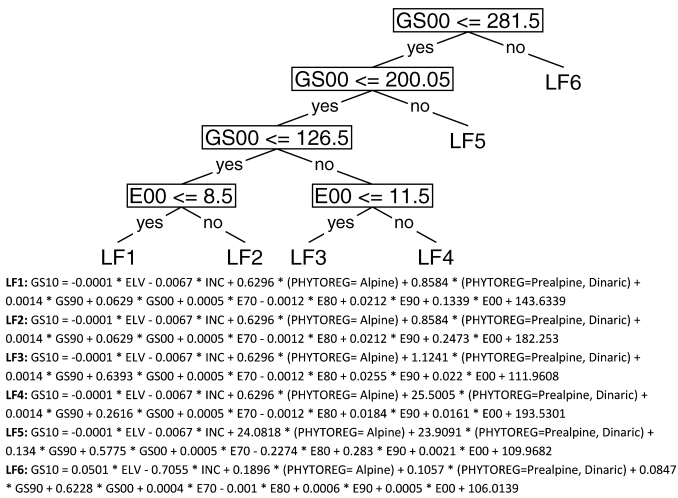 GS00 <= 281.5
yes no
GS00 <= 200.05
LF6
yes no
GS00 <= 126.5
LF5
yes no
E00 <= 8.5 E00 <= 11.5
yes no yes no
LF1 LF2 LF3 LF4
LF1: GS10 = -0.0001 * ELV - 0.0067 * INC + 0.6296 * (PHYTOREG= Alpine) + 0.8584 * (PHYTOREG=Prealpine, Dinaric) +
0.0014 * GS90 + 0.0629 * GS00 + 0.0005 * E70 - 0.0012 * E80 + 0.0212 * E90 + 0.1339 * E00 + 143.6339
LF2: GS10 = -0.0001 * ELV - 0.0067 * INC + 0.6296 * (PHYTOREG= Alpine) + 0.8584 * (PHYTOREG=Prealpine, Dinaric) +
0.0014 * GS90 + 0.0629 * GS00 + 0.0005 * E70 - 0.0012 * E80 + 0.0212 * E90 + 0.2473 * E00 + 182.253
LF3: GS10 = -0.0001 * ELV - 0.0067 * INC + 0.6296 * (PHYTOREG= Alpine) + 1.1241 * (PHYTOREG=Prealpine, Dinaric) +
0.0014 * GS90 + 0.6393 * GS00 + 0.0005 * E70 - 0.0012 * E80 + 0.0255 * E90 + 0.022 * E00 + 111.9608
LF4: GS10 = -0.0001 * ELV - 0.0067 * INC + 0.6296 * (PHYTOREG= Alpine) + 25.5005 * (PHYTOREG=Prealpine, Dinaric) +
0.0014 * GS90 + 0.2616 * GS00 + 0.0005 * E70 - 0.0012 * E80 + 0.0184 * E90 + 0.0161 * E00 + 193.5301
LF5: GS10 = -0.0001 * ELV - 0.0067 * INC + 24.0818 * (PHYTOREG= Alpine) + 23.9091 * (PHYTOREG=Prealpine, Dinaric) +
0.134 * GS90 + 0.5775 * GS00 + 0.0005 * E70 - 0.2274 * E80 + 0.283 * E90 + 0.0021 * E00 + 109.9682
LF6: GS10 = 0.0501 * ELV - 0.7055 * INC + 0.1896 * (PHYTOREG= Alpine) + 0.1057 * (PHYTOREG=Prealpine, Dinaric) + 0.0847
* GS90 + 0.6228 * GS00 + 0.0004 * E70 - 0.001 * E80 + 0.0006 * E90 + 0.0005 * E00 + 106.0139